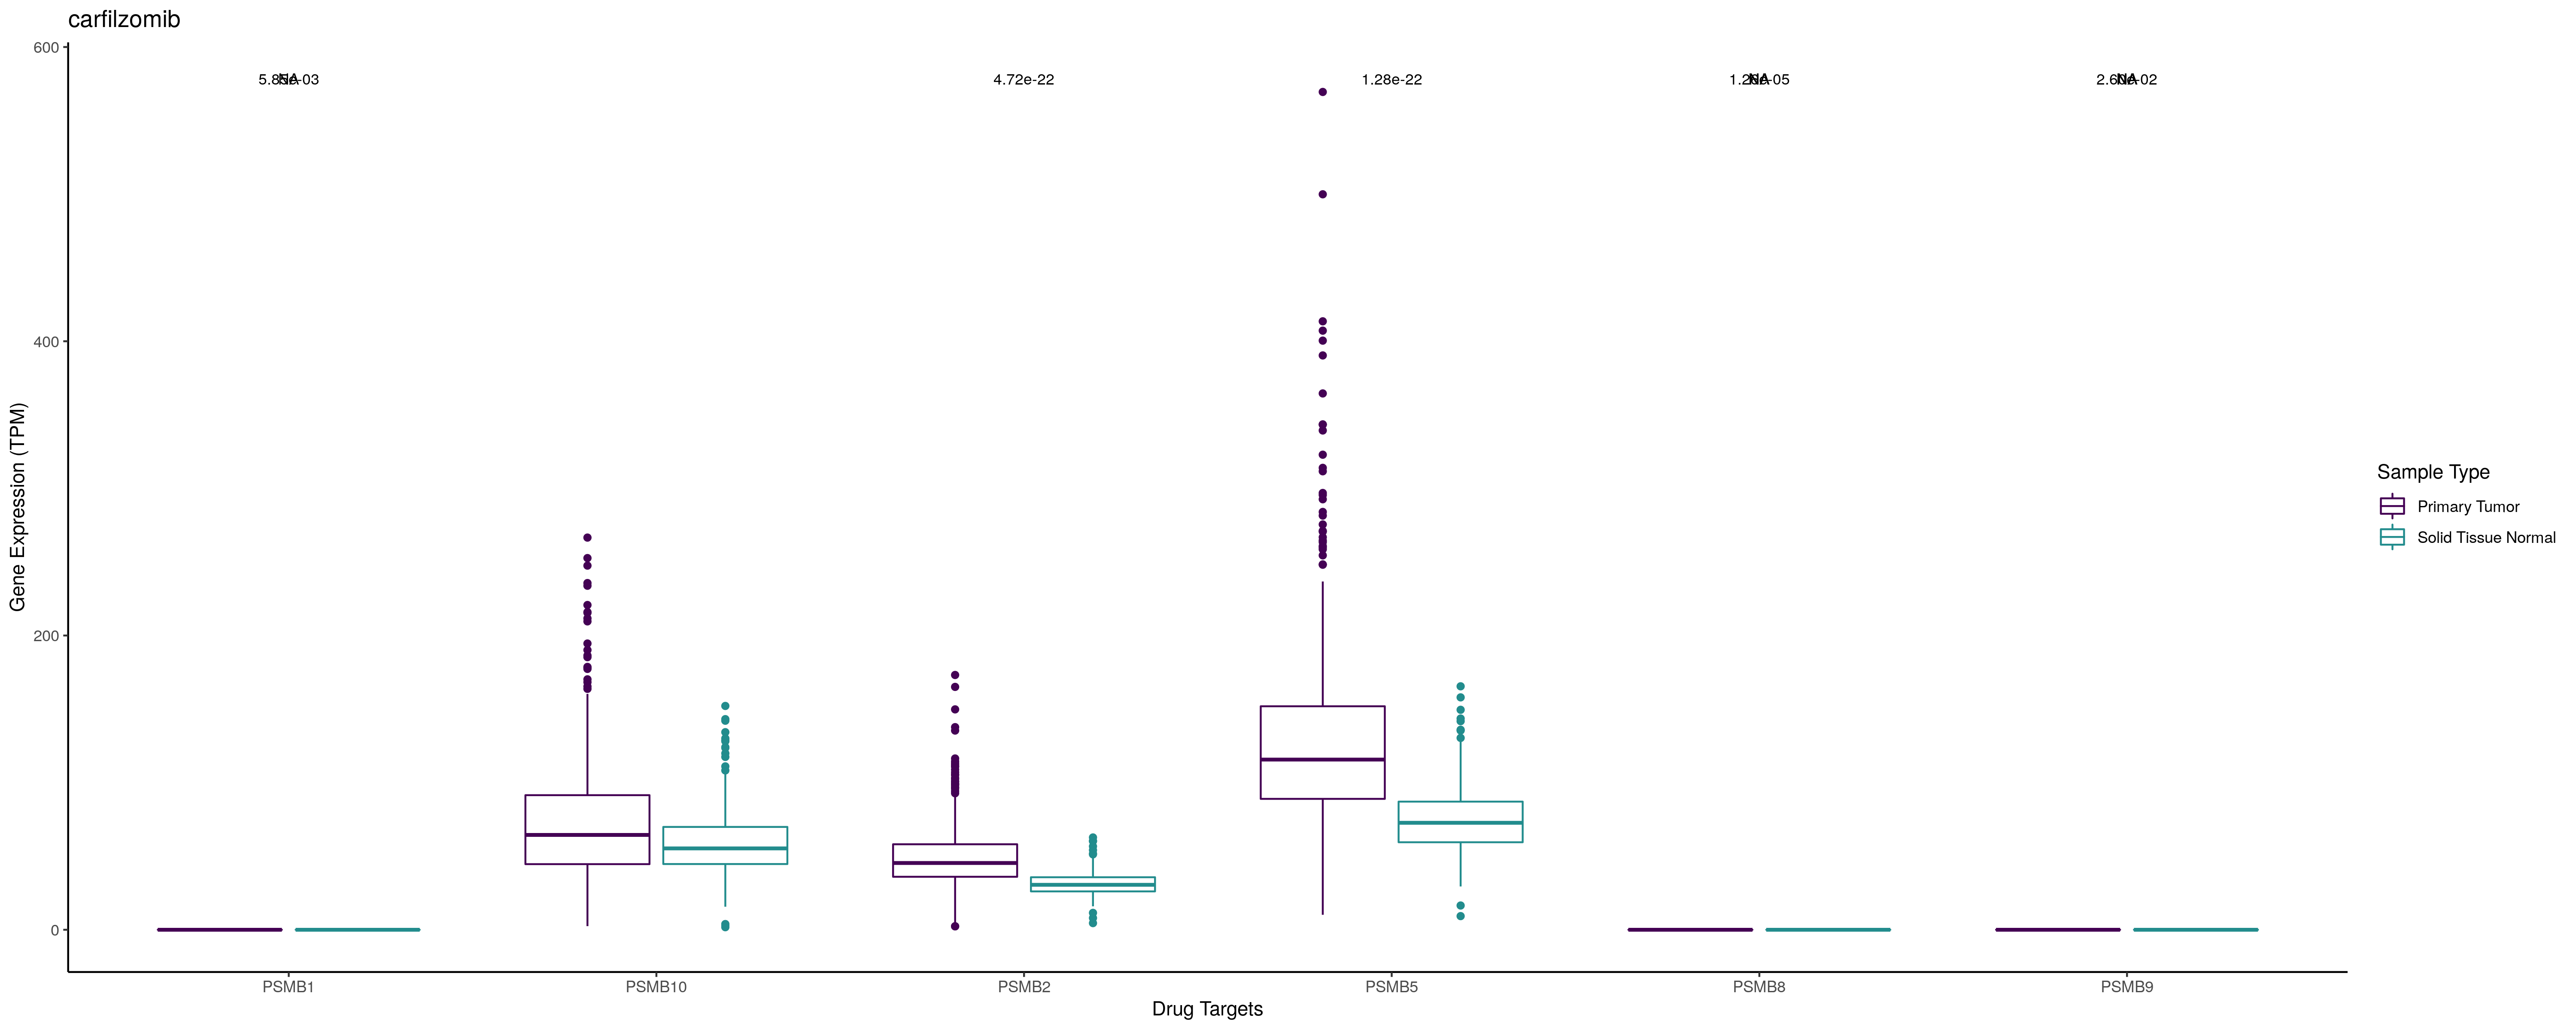 carfilzomib
600
4.72e-22
1.28e-22
400
200
0
Gene Expression (TPM)
PSMB1
PSMB10
PSMB2
PSMB5
PSMB8
PSMB9
Drug Targets
Sample Type
Primary Tumor
Solid Tissue Normal